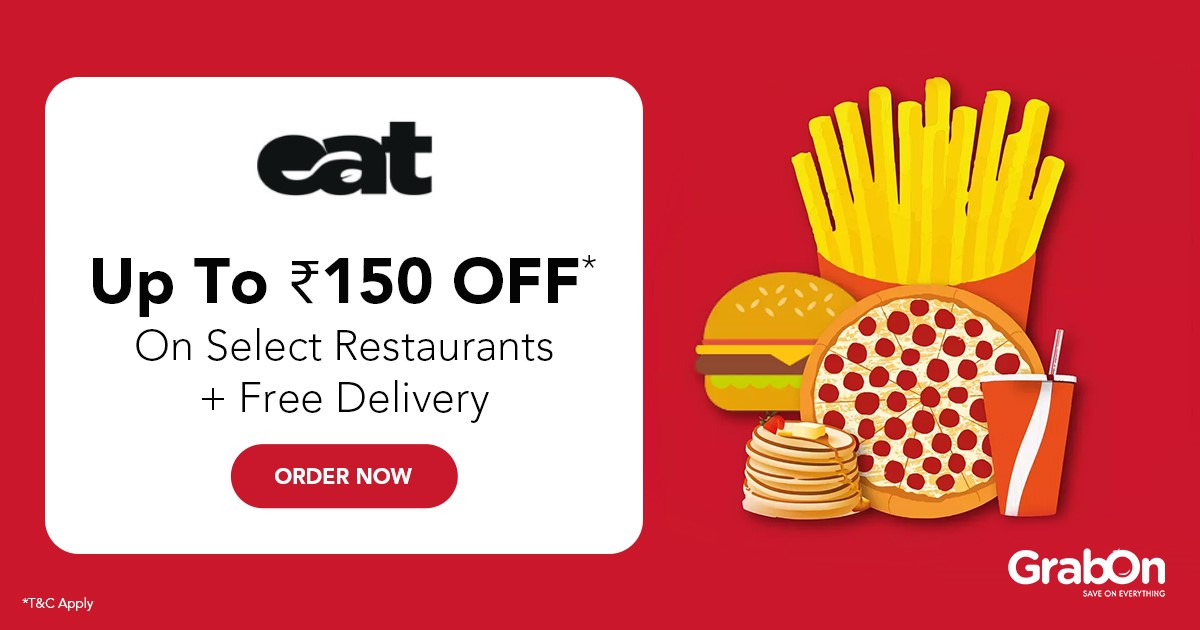 eat
Up To ₹150 OFF*
On Select Restaurants
+ Free Delivery
ORDER NOW
GrabOn
SAVE ON EVERYTHING
*T&C Apply